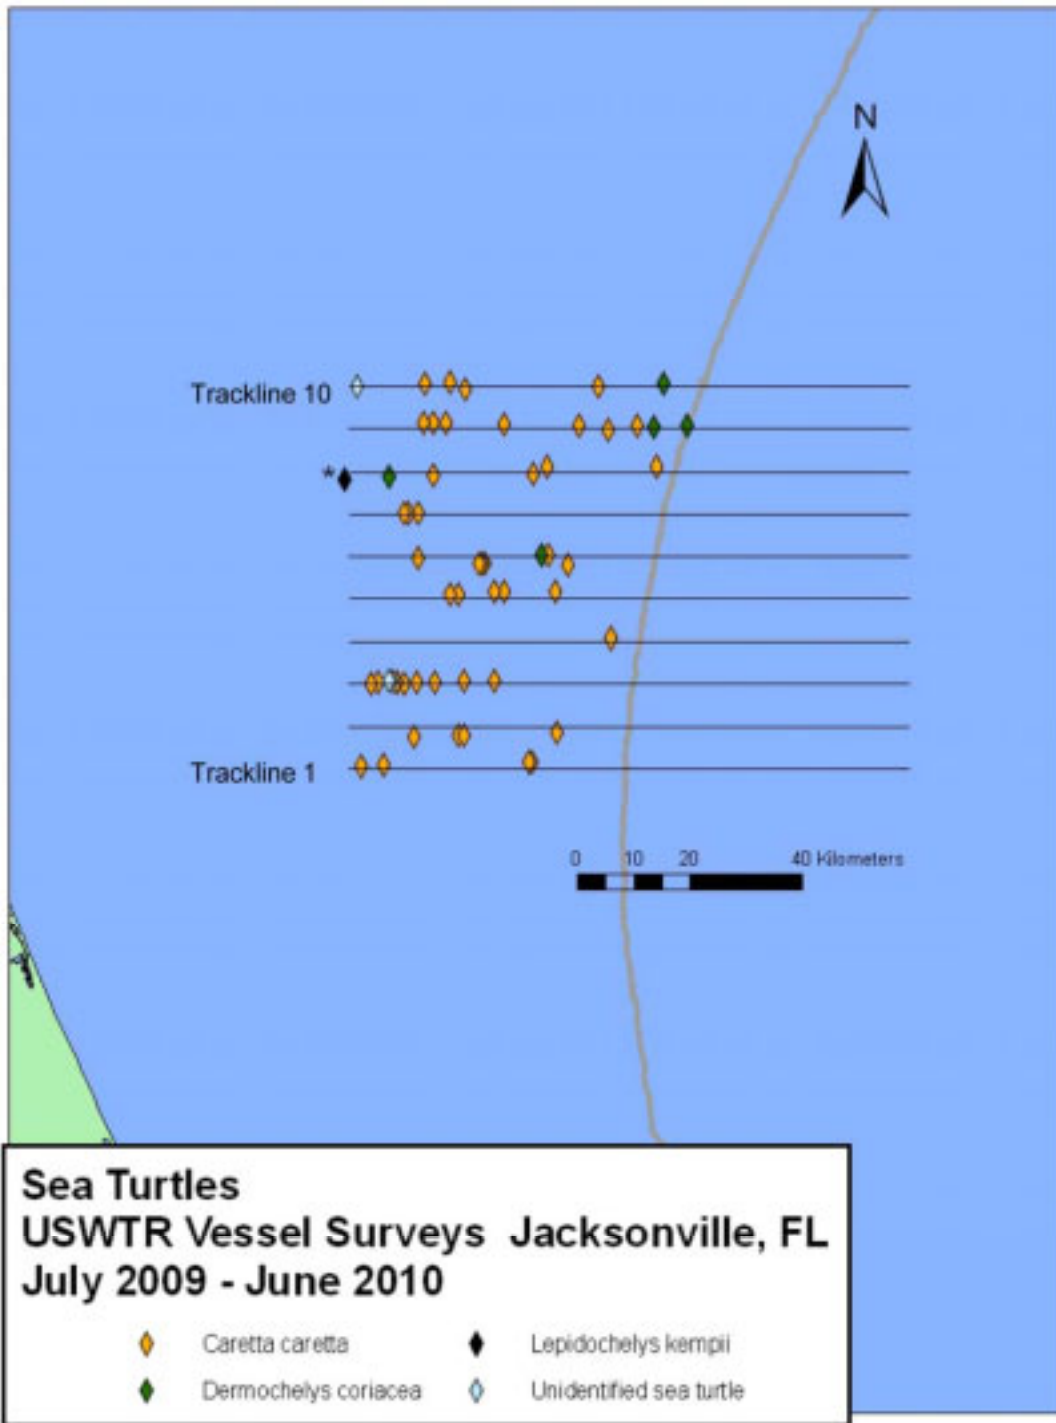 N
Trackline 10
*
Trackline 1
0 10 20 40 Kilometers
Sea Turtles
USWTR Vessel Surveys Jacksonville, FL
July 2009 - June 2010
Caretta caretta
Lepidochelys kempii
Dermochelys coriacea
Unidentified sea turtle